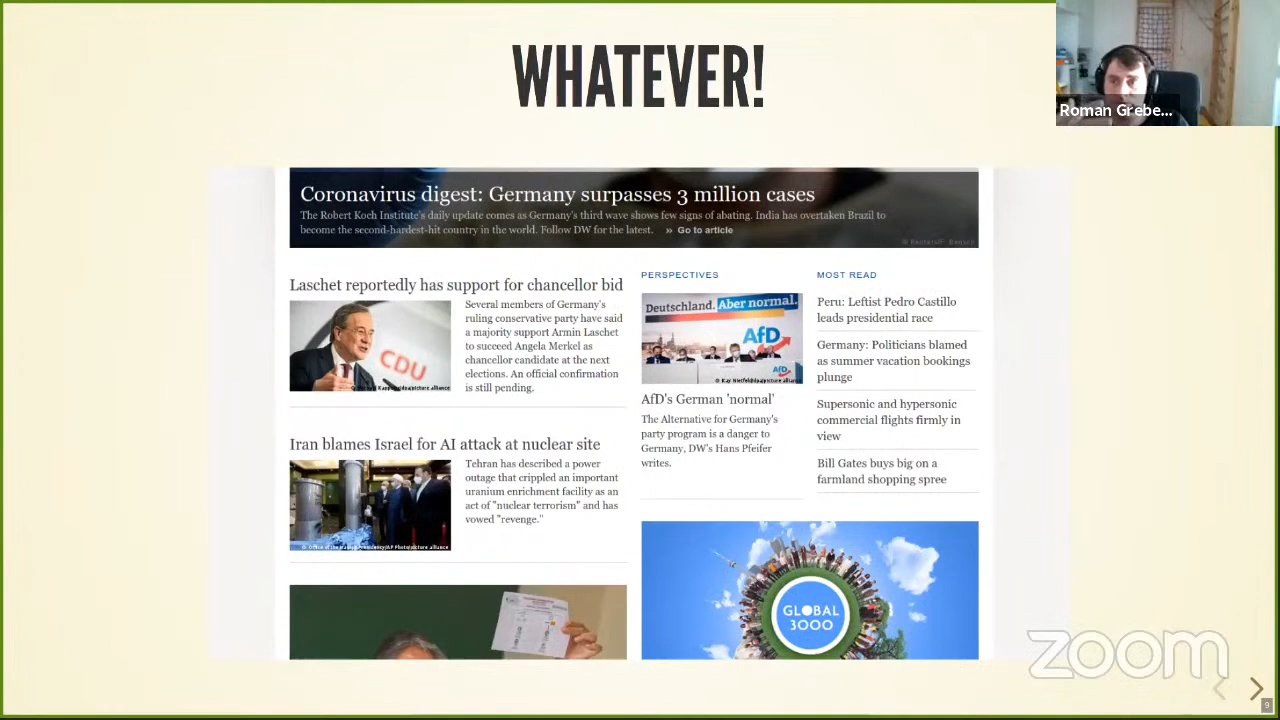 WHATEVER!
Roman Grebe...
Coronavirus digest: Germany surpasses 3 million cases
The Robert Koch Institute's daily update comes as Germany's third wave shows few signs of abating. India has overtaken Brazil to
become the second-hardest-hit country in the world. Follow DW for the latest. » Go to article
Laschet reportedly has support for chancellor bid
CDU
Several members of Germany's
ruling conservative party have said
a majority support Armin Laschet
to succeed Angela Merkel as
chancellor candidate at the next
elections. An official confirmation
is still pending.
Iran blames Israel for AI attack at nuclear site
Tehran has described a power
outage that crippled an important
uranium enrichment facility as an
act of "nuclear terrorism" and has
vowed "revenge."
PERSPECTIVES
Deutschland. Aber normal.
AfD
AfD
AfD's German 'normal'
The Alternative for Germany's
party program is a danger to
Germany, DW's Hans Pfeifer
writes.
MOST READ
Peru: Leftist Pedro Castillo
leads presidential race
Germany: Politicians blamed
as summer vacation bookings
plunge
Supersonic and hypersonic
commercial flights firmly in
view
Bill Gates buys big on a
farmland shopping spree
GLOBAL
3000
zoom
9